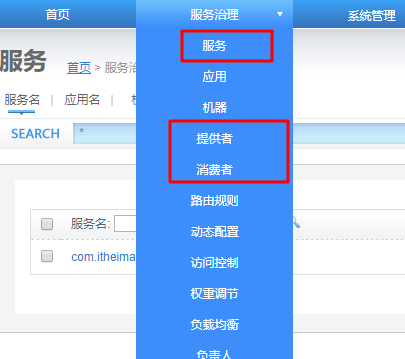 首页 服务治理 系统管理
服务
首页 > 服务治
服务名 | 应用名 |
SEARCH *
服务
应用
机器
提供者
消费者
路由规则
动态配置
访问控制
权重调节
负载均衡
负责人
服务名:
com.itheima